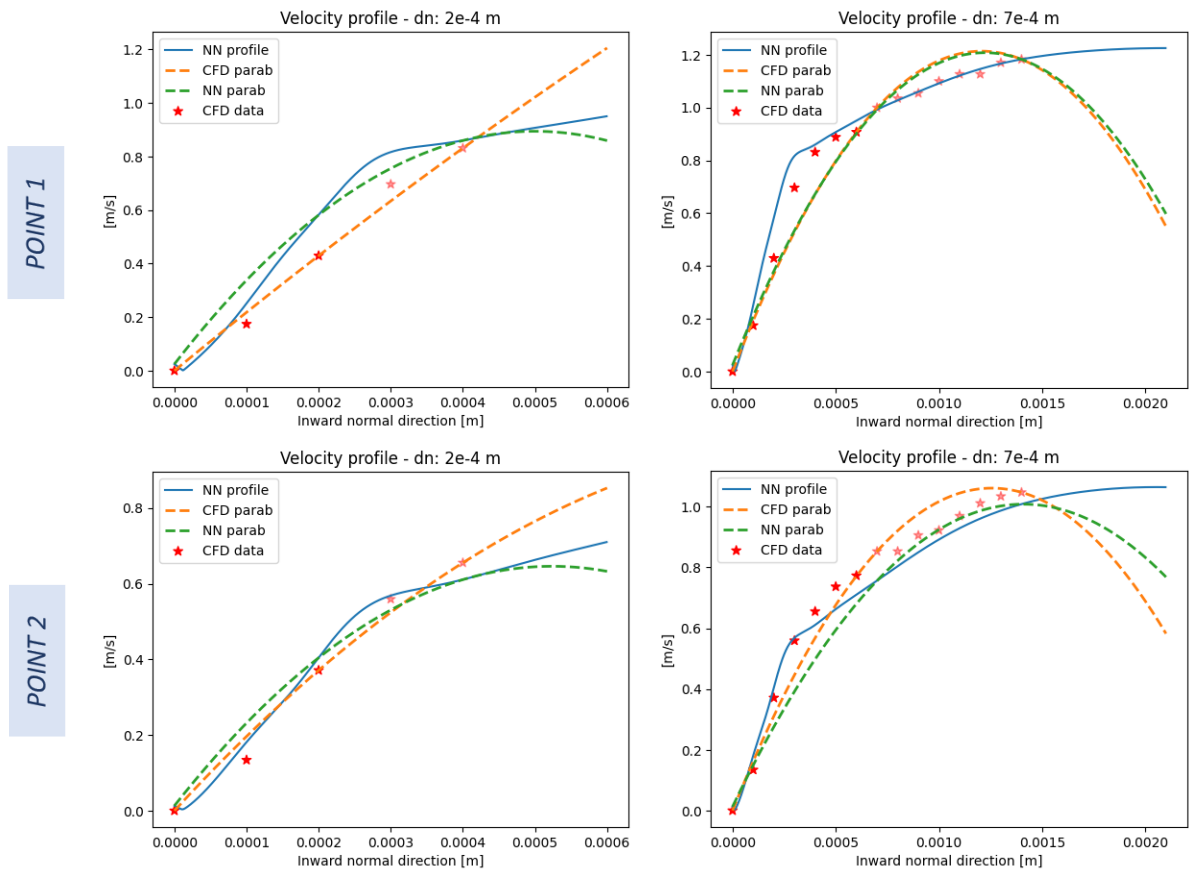 POINT 1
Velocity profile - dn: 2e-4 m
NN profile
CFD parab
NN parab
CFD data
[m/s]
1.2
1.0
0.8
0.6
0.4
0.2
0.0
0.0000 0.0001 0.0002 0.0003 0.0004 0.0005 0.0006
Inward normal direction [m]
Velocity profile - dn: 7e-4 m
NN profile
CFD parab
NN parab
CFD data
[m/s]
1.2
1.0
0.8
0.6
0.4
0.2
0.0
0.0000 0.0005 0.0010 0.0015 0.0020
Inward normal direction [m]
POINT 2
Velocity profile - dn: 2e-4 m
NN profile
CFD parab
NN parab
CFD data
[m/s]
0.8
0.6
0.4
0.2
0.0
0.0000 0.0001 0.0002 0.0003 0.0004 0.0005 0.0006
Inward normal direction [m]
Velocity profile - dn: 7e-4 m
NN profile
CFD parab
NN parab
CFD data
[m/s]
1.0
0.8
0.6
0.4
0.2
0.0
0.0000 0.0005 0.0010 0.0015 0.0020
Inward normal direction [m]